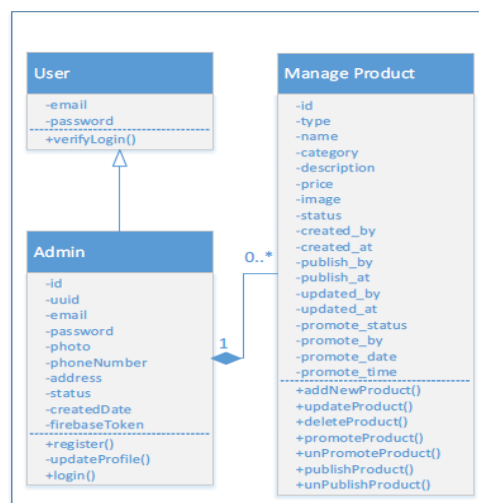 User
-email
-password
+verifyLogin()
Admin
-id
-uuid
-email
-password
-photo
-phoneNumber
-address
-status
-createdDate
-firebaseToken
+register()
-updateProfile()
+login()
1
0..*
Manage Product
-id
-type
-name
-category
-description
-price
-image
-status
-created_by
-created_at
-publish_by
-publish_at
-updated_by
-updated_at
-promote_status
-promote_by
-promote_date
-promote_time
+addNewProduct()
+updateProduct()
+deleteProduct()
+promoteProduct()
+unPromoteProduct()
+publishProduct()
+unPublishProduct()